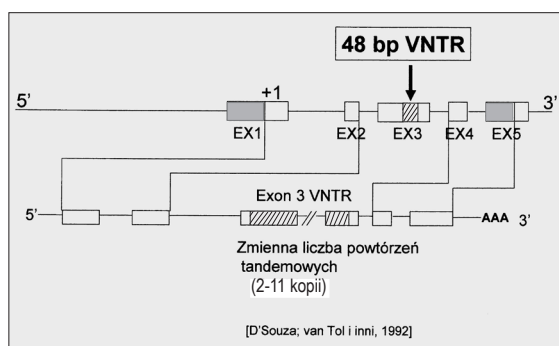 48 bp VNTR
+1
5’ 3’
EX1 EX2 EX3 EX4 EX5
Exon 3 VNTR
5’ AAA 3’
Zmienna liczba powtórzeń
tandemowych
(2-11 kopii)
[D’Souza; van Tol i inni, 1992]